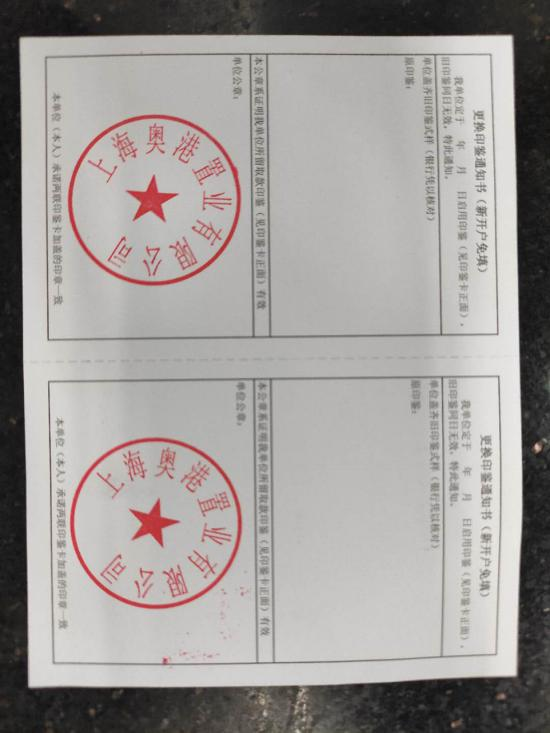 更换印鉴通知书（新开户免填）
我单位定于　年　月　日启用印鉴（见印鉴卡正面），
旧印鉴同日无效，特此通知。
单位盖齐旧印鉴式样（银行凭以核对）
原印鉴：
本公章系证明我单位所留取款印鉴（见印鉴卡正面）有效
单位公章：
上海奥港置业有限公司
本单位（本人）承诺两联印鉴卡加盖的印章一致
更换印鉴通知书（新开户免填）
我单位定于　年　月　日启用印鉴（见印鉴卡正面），
旧印鉴同日无效，特此通知。
单位盖齐旧印鉴式样（银行凭以核对）
原印鉴：
本公章系证明我单位所留取款印鉴（见印鉴卡正面）有效
单位公章：
上海奥港置业有限公司
本单位（本人）承诺两联印鉴卡加盖的印章一致